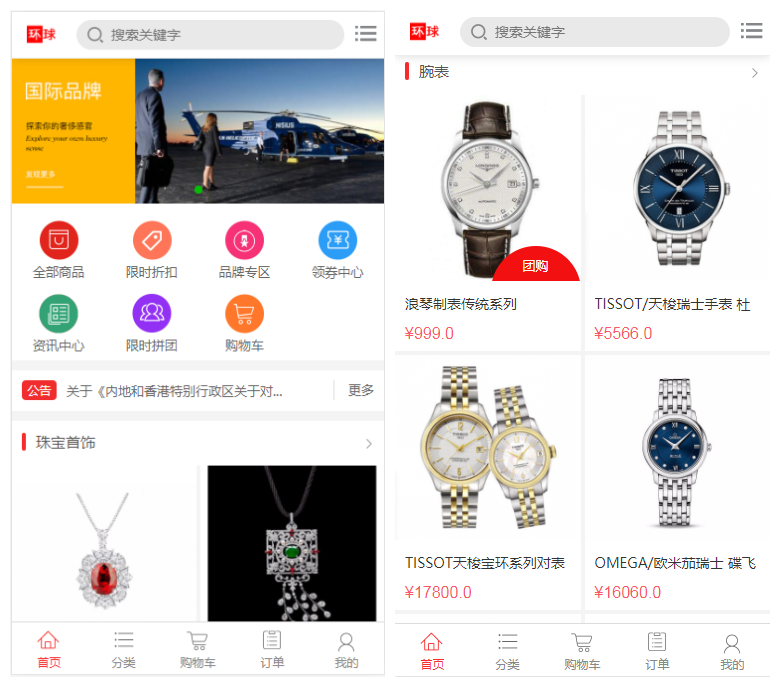 环球
搜索关键字
国际品牌
探索你的奢侈感官
Explore your own luxury
sense
发现更多
NISIUS
全部商品
限时折扣
品牌专区
领券中心
资讯中心
限时拼团
购物车
公告 关于《内地和香港特别行政区关于对... 更多
珠宝首饰
首页
分类
购物车
订单
我的
环球
搜索关键字
腕表
LONGINES
AUTOMATIC
团购
TISSOT
浪琴制表传统系列
¥999.0
TISSOT/天梭瑞士手表 杜
¥5566.0
TISSOT天梭宝环系列对表
¥17800.0
OMEGA/欧米茄瑞士 碟飞
¥16060.0
首页
分类
购物车
订单
我的